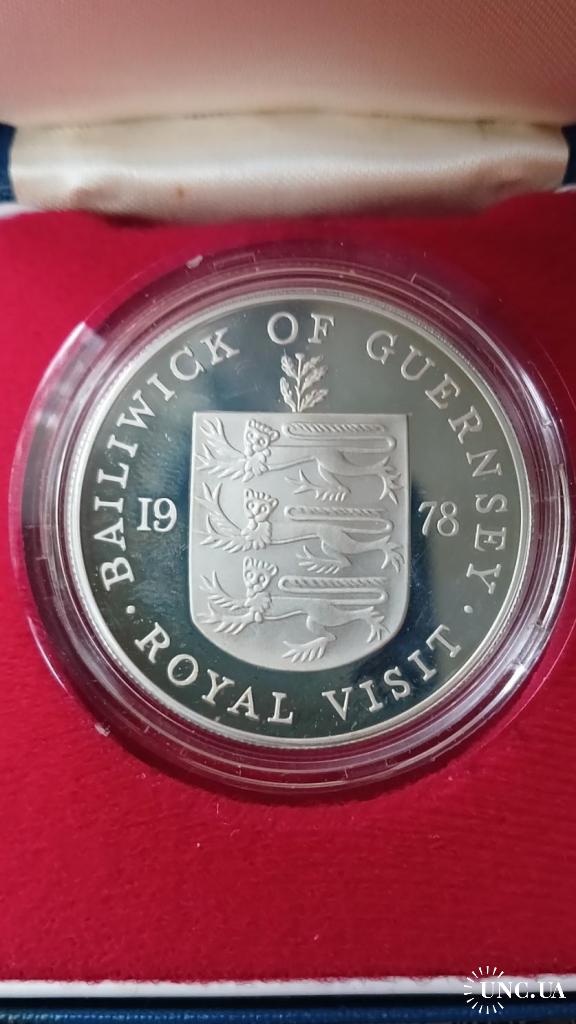 BAILIWICK OF GUERNSEY
19 78
· ROYAL VISIT ·
UNC.UA